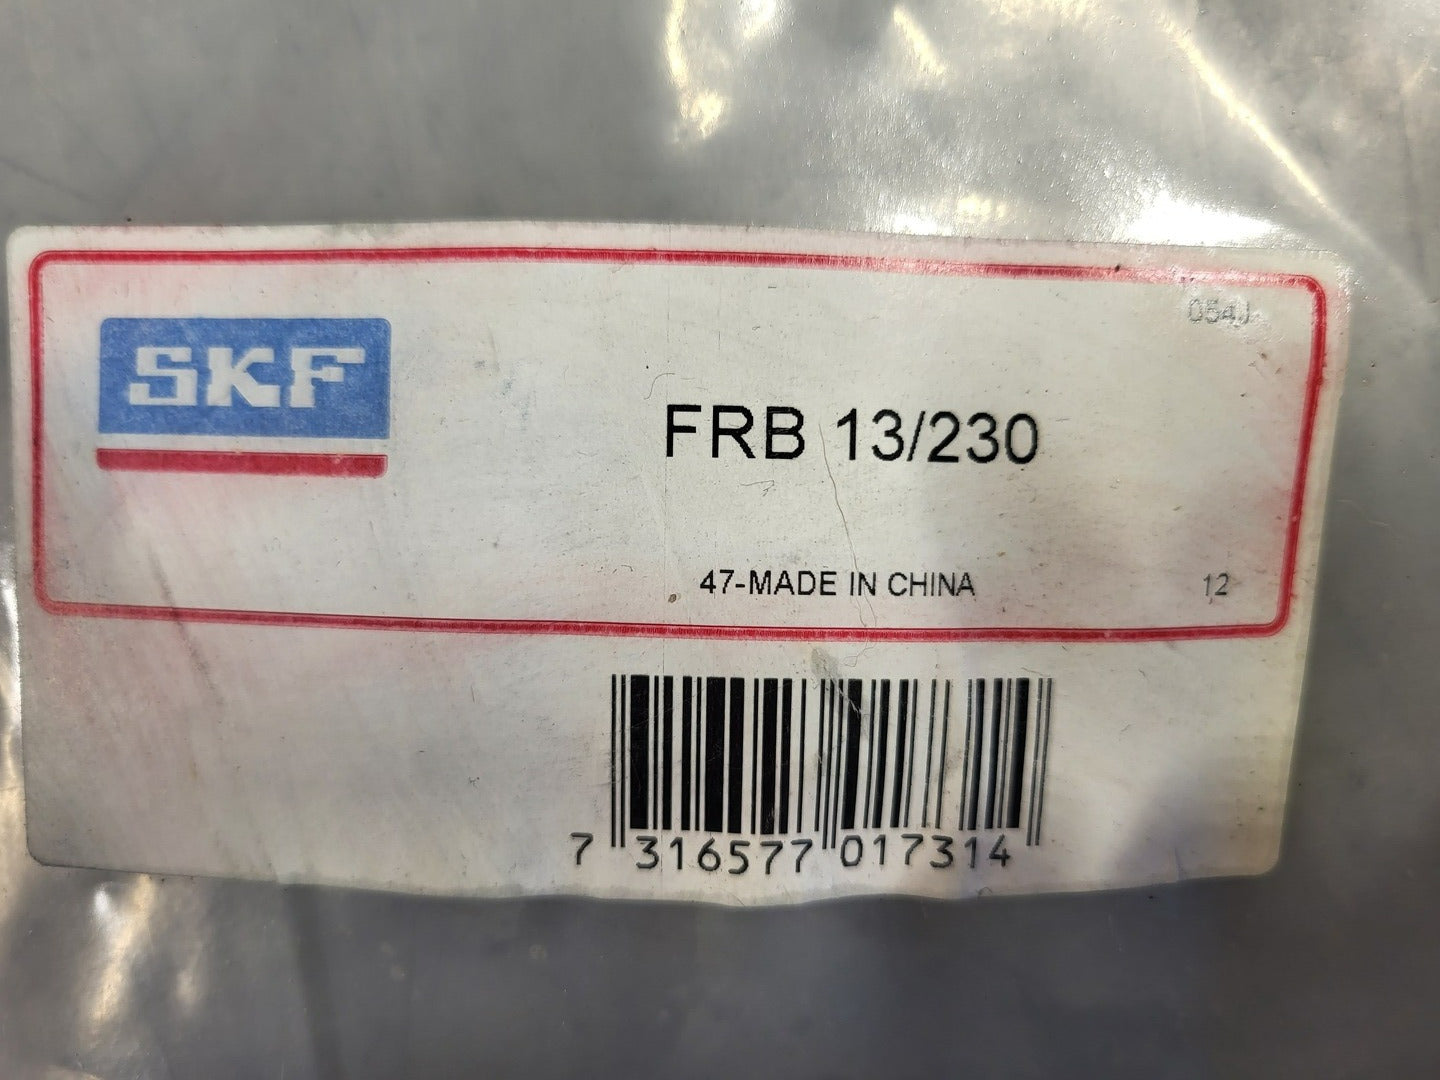 054J
SKF
FRB 13/230
47-MADE IN CHINA
12
7 316577 017314